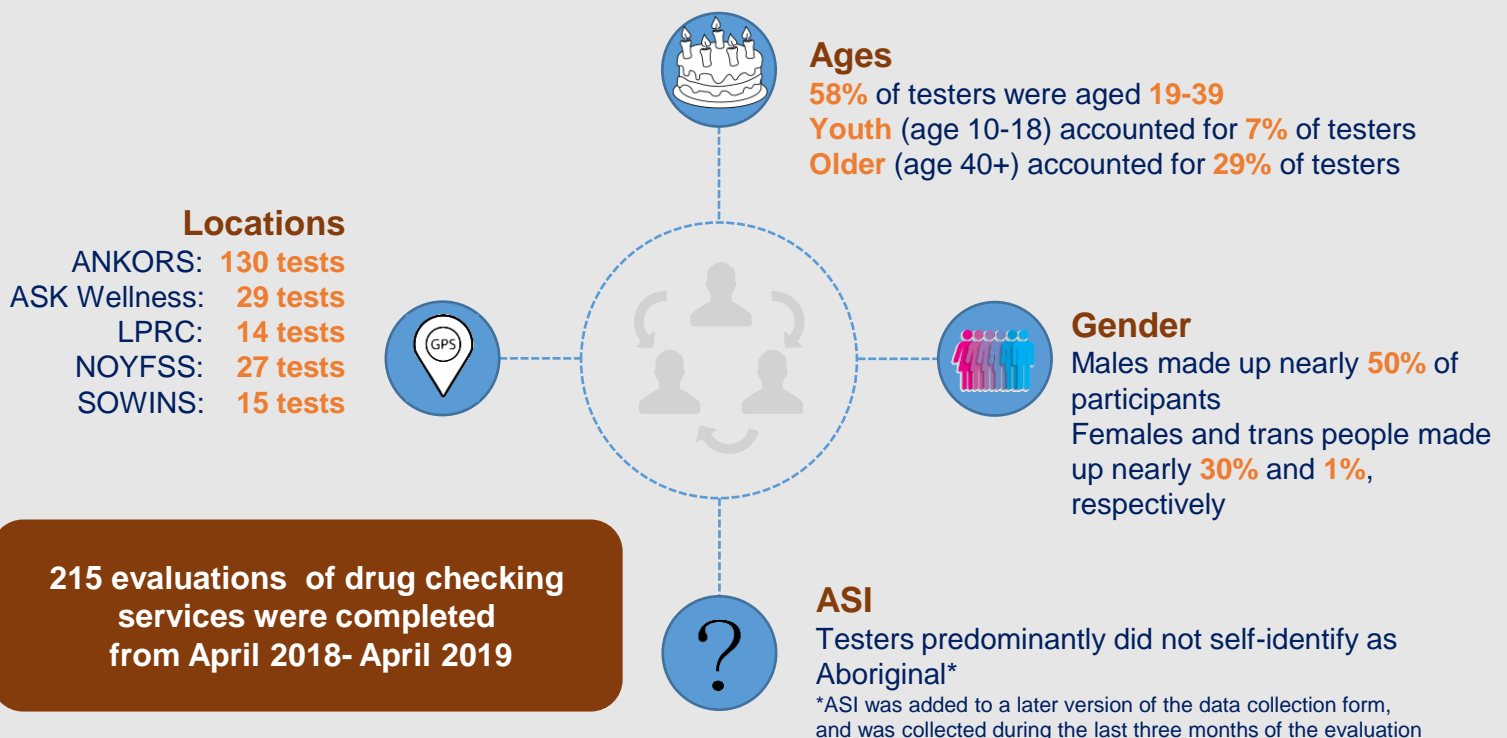 Ages
58% of testers were aged 19-39
Youth (age 10-18) accounted for 7% of testers
Older (age 40+) accounted for 29% of testers
Locations
ANKORS: 130 tests
ASK Wellness: 29 tests
LPRC: 14 tests
NOYFSS: 27 tests
SOWINS: 15 tests
GPS
Gender
Males made up nearly 50% of
participants
Females and trans people made
up nearly 30% and 1%,
respectively
215 evaluations of drug checking
services were completed
from April 2018- April 2019
?
ASI
Testers predominantly did not self-identify as
Aboriginal*
*ASI was added to a later version of the data collection form,
and was collected during the last three months of the evaluation